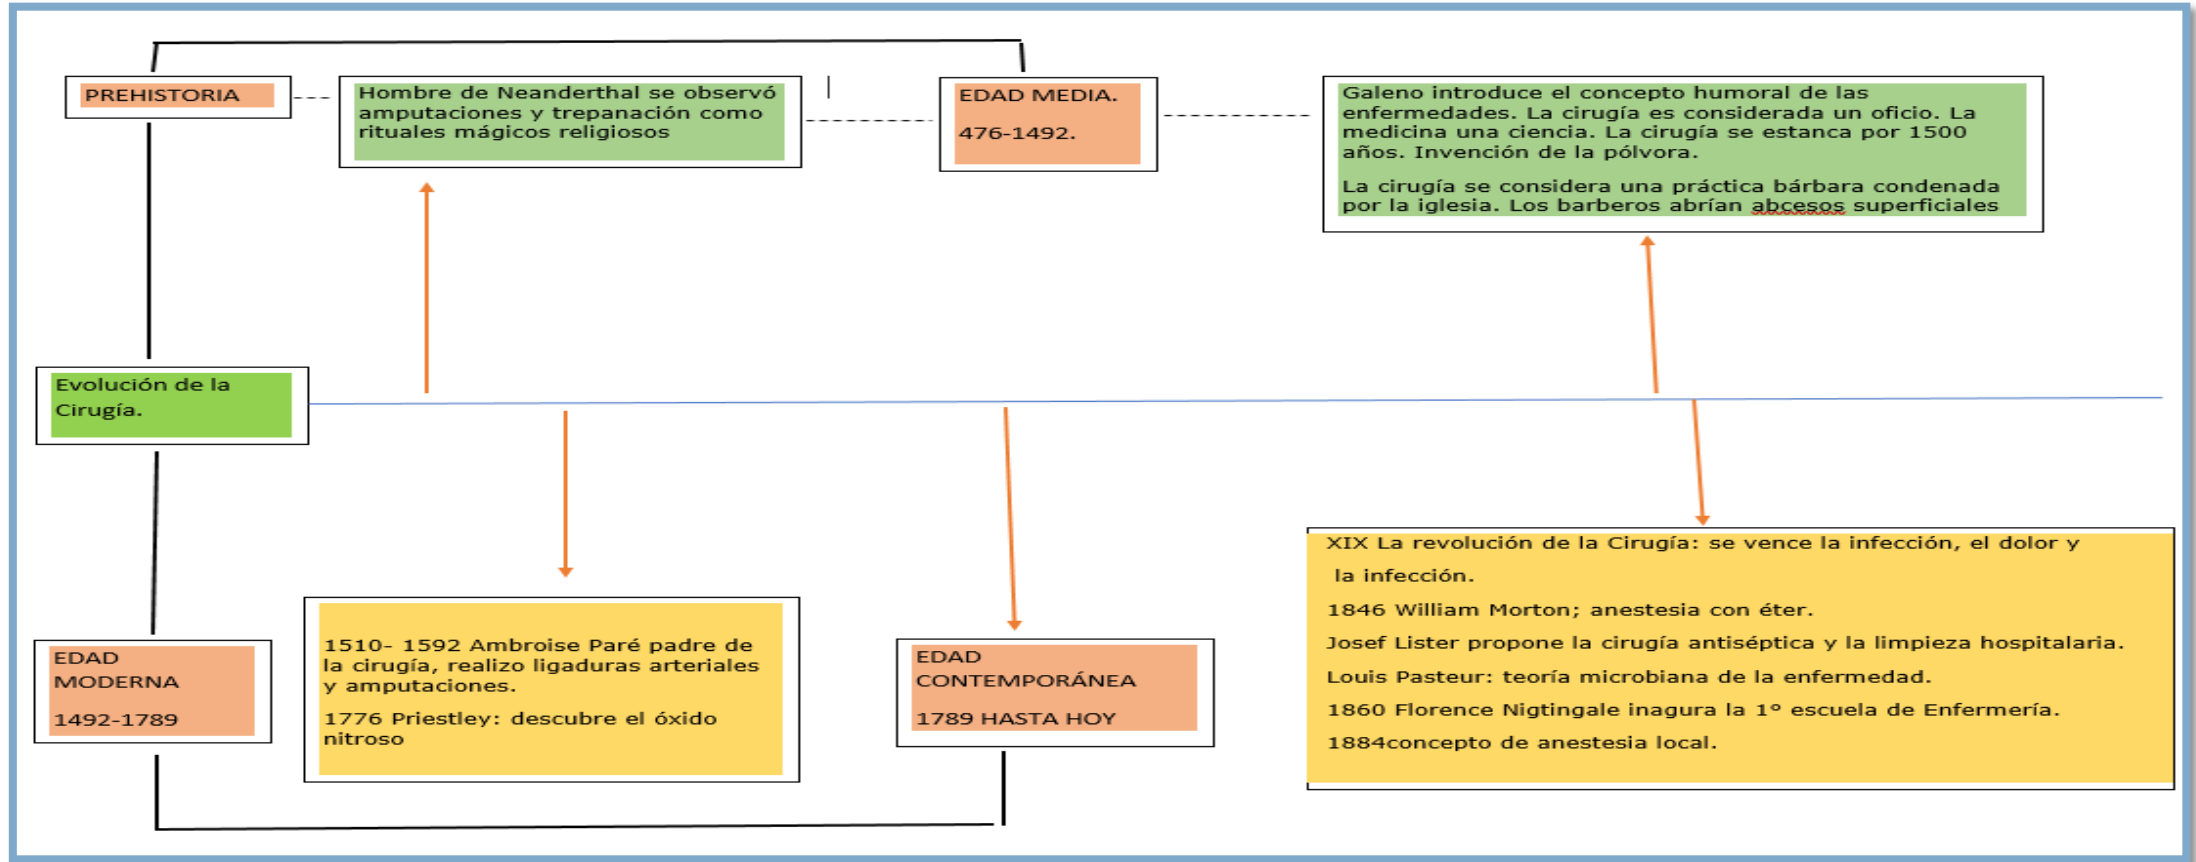 PREHISTORIA
Hombre de Neanderthal se observó
amputaciones y trepanación como
rituales mágicos religiosos
EDAD MEDIA.
476-1492.
Galeno introduce el concepto humoral de las
enfermedades. La cirugía es considerada un oficio. La
medicina una ciencia. La cirugía se estanca por 1500
años. Invención de la pólvora.
La cirugía se considera una práctica bárbara condenada
por la iglesia. Los barberos abrían abcesos superficiales
Evolución de la
Cirugía.
EDAD
MODERNA
1492-1789
1510- 1592 Ambroise Paré padre de
la cirugía, realizo ligaduras arteriales
y amputaciones.
1776 Priestley: descubre el óxido
nitroso
EDAD
CONTEMPORÁNEA
1789 HASTA HOY
XIX La revolución de la Cirugía: se vence la infección, el dolor y
la infección.
1846 William Morton; anestesia con éter.
Josef Lister propone la cirugía antiséptica y la limpieza hospitalaria.
Louis Pasteur: teoría microbiana de la enfermedad.
1860 Florence Nigtingale inagura la 1º escuela de Enfermería.
1884concepto de anestesia local.